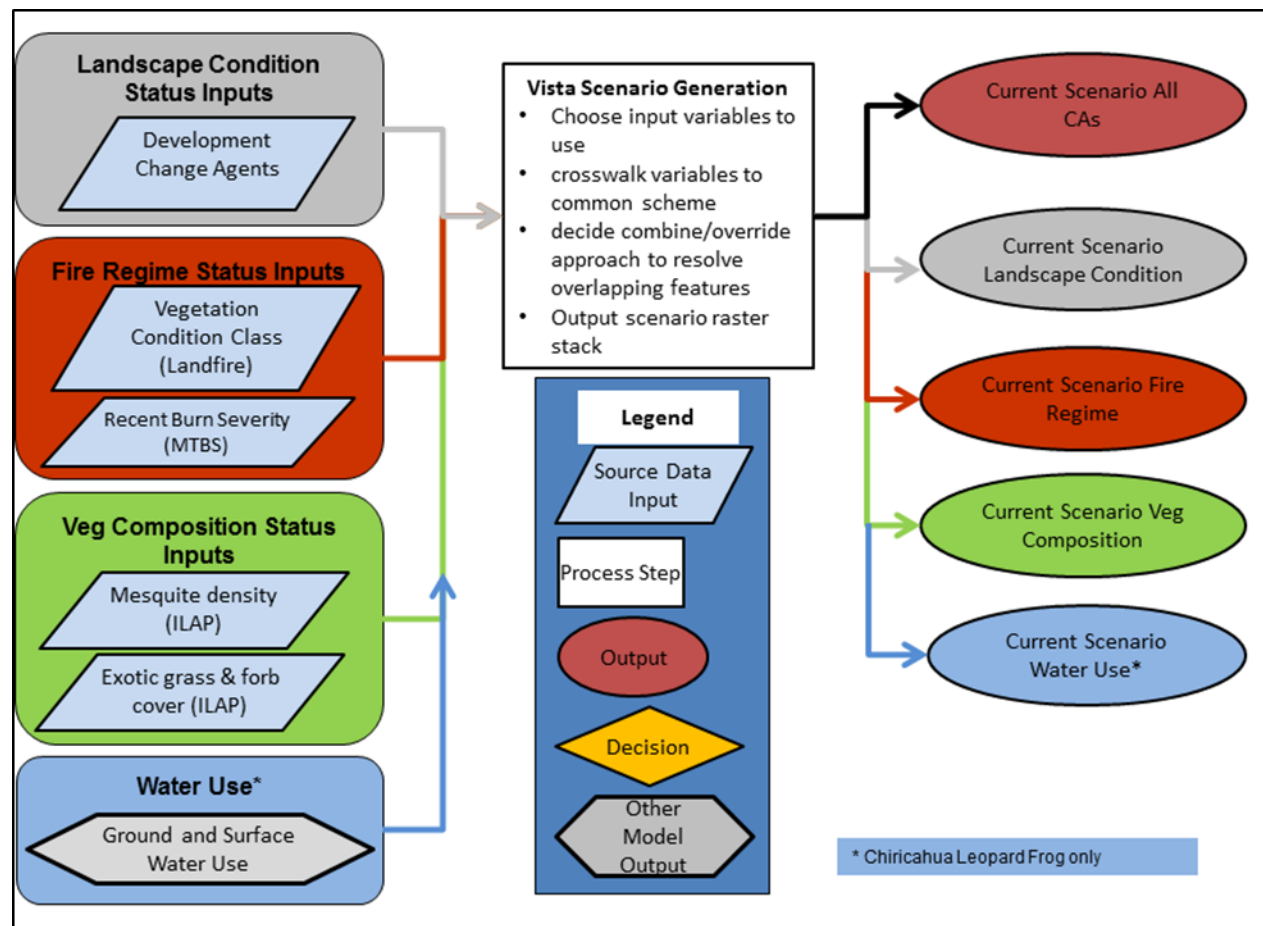 Landscape Condition
Status Inputs
Development
Change Agents
Fire Regime Status Inputs
Vegetation
Condition Class
(Landfire)
Recent Burn Severity
(MTBS)
Veg Composition Status
Inputs
Mesquite density
(ILAP)
Exotic grass & forb
cover (ILAP)
Water Use*
Ground and Surface
Water Use
Vista Scenario Generation
• Choose input variables to
use
• crosswalk variables to
common scheme
• decide combine/override
approach to resolve
overlapping features
• Output scenario raster
stack
Legend
Source Data
Input
Process Step
Output
Decision
Other
Model
Output
Current Scenario All
CAs
Current Scenario
Landscape Condition
Current Scenario Fire
Regime
Current Scenario Veg
Composition
Current Scenario
Water Use*
* Chiricahua Leopard Frog only